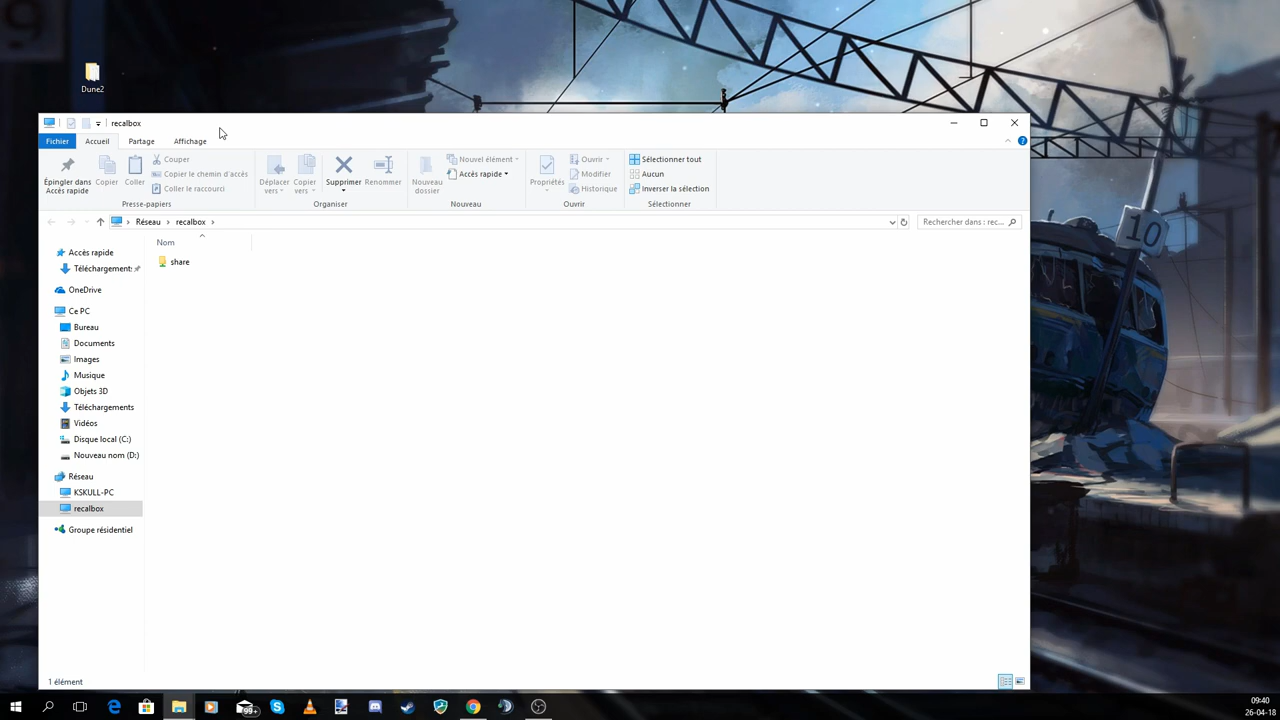 9
Dune2
recalbox
Fichier
Accueil
Partage
Affichage
Épingler dans
Accès rapide
Copier
Coller
Couper
Copier le chemin d'accès
Coller le raccourci
Presse-papiers
Déplacer
vers
Copier
vers
Supprimer
Renommer
Organiser
Nouveau
dossier
Nouvel élément
Accès rapide
Nouveau
Propriétés
Ouvrir
Modifier
Historique
Ouvrir
Sélectionner tout
Aucun
Inverser la sélection
Sélectionner
Réseau
recalbox
Rechercher dans : rec...
Nom
share
Accès rapide
Téléchargement:
OneDrive
Ce PC
Bureau
Documents
Images
Musique
Objets 3D
Téléchargements
Vidéos
Disque local (C:)
Nouveau nom (D:)
Réseau
KSKULL-PC
recalbox
Groupe résidentiel
1 élément
10
99+
09:40
26-04-18